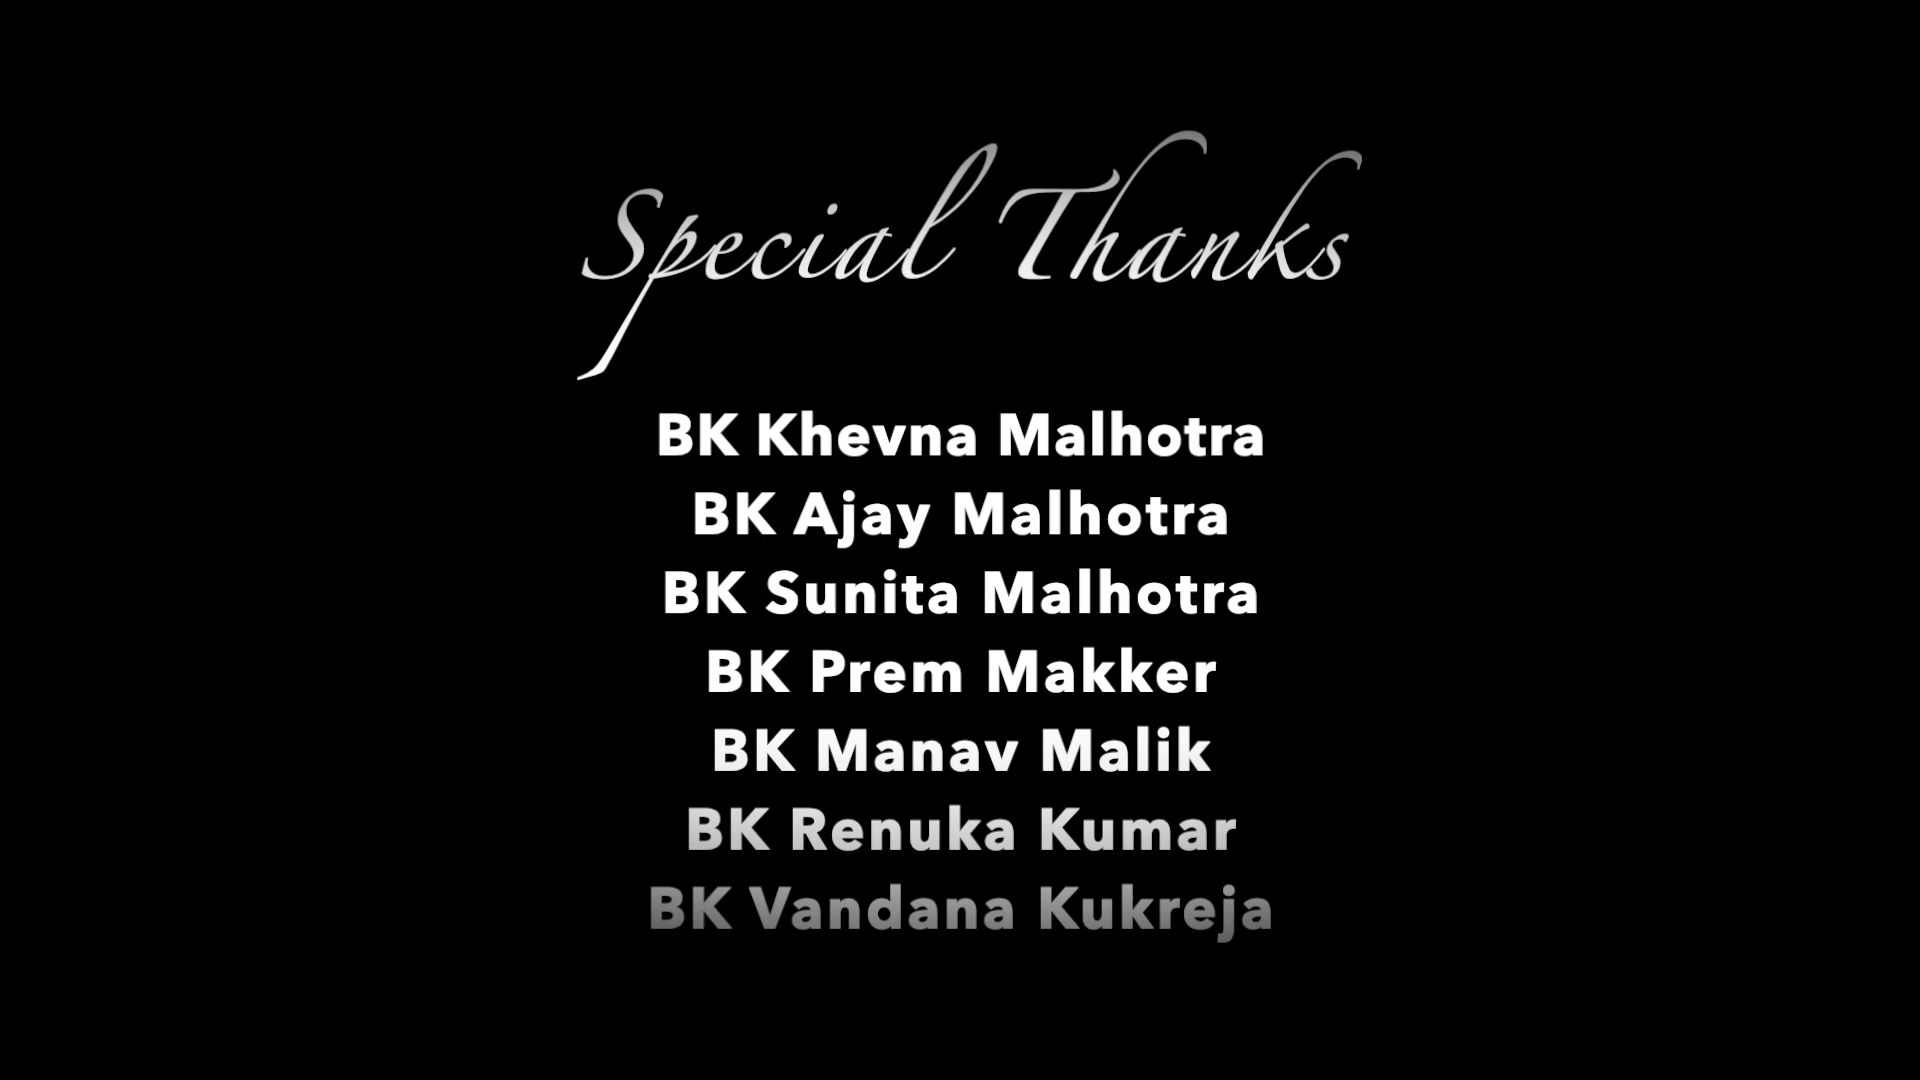 Special Thanks
BK Khevna Malhotra
BK Ajay Malhotra
BK Sunita Malhotra
BK Prem Makker
BK Manav Malik
BK Renuka Kumar
BK Vandana Kukreja